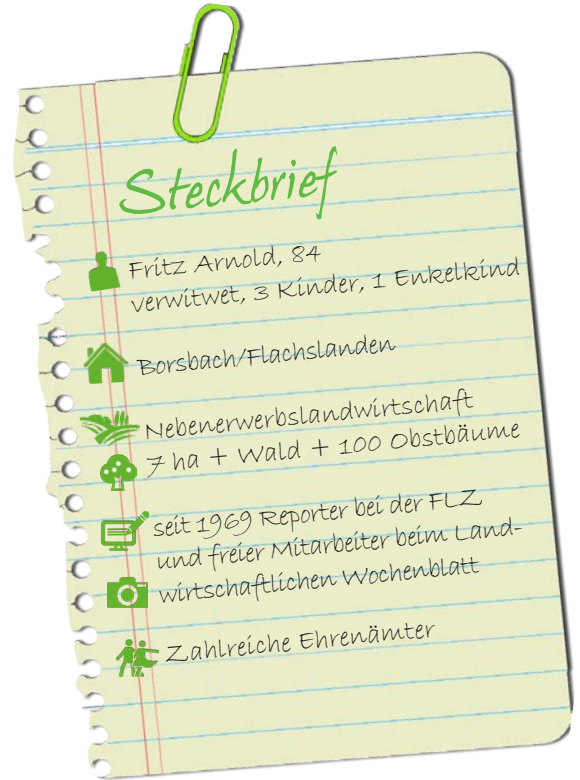 Steckbrief
Fritz Arnold, 84
verwitwet, 3 Kinder, 1 Enkelkind
Borsbach/Flachslanden
Nebenerwerbslandwirtschaft
7 ha + Wald + 100 Obstbäume
seit 1969 Reporter bei der FLZ
und freier Mitarbeiter beim Land-
wirtschaftlichen Wochenblatt
Zahlreiche Ehrenämter